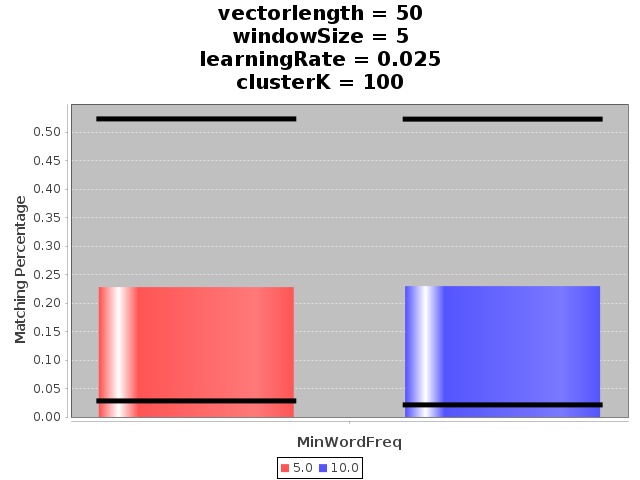 vectorlength = 50
windowSize = 5
learningRate = 0.025
clusterK = 100
Matching Percentage
0.50
0.45
0.40
0.35
0.30
0.25
0.20
0.15
0.10
0.05
0.00
MinWordFreq
5.0 10.0